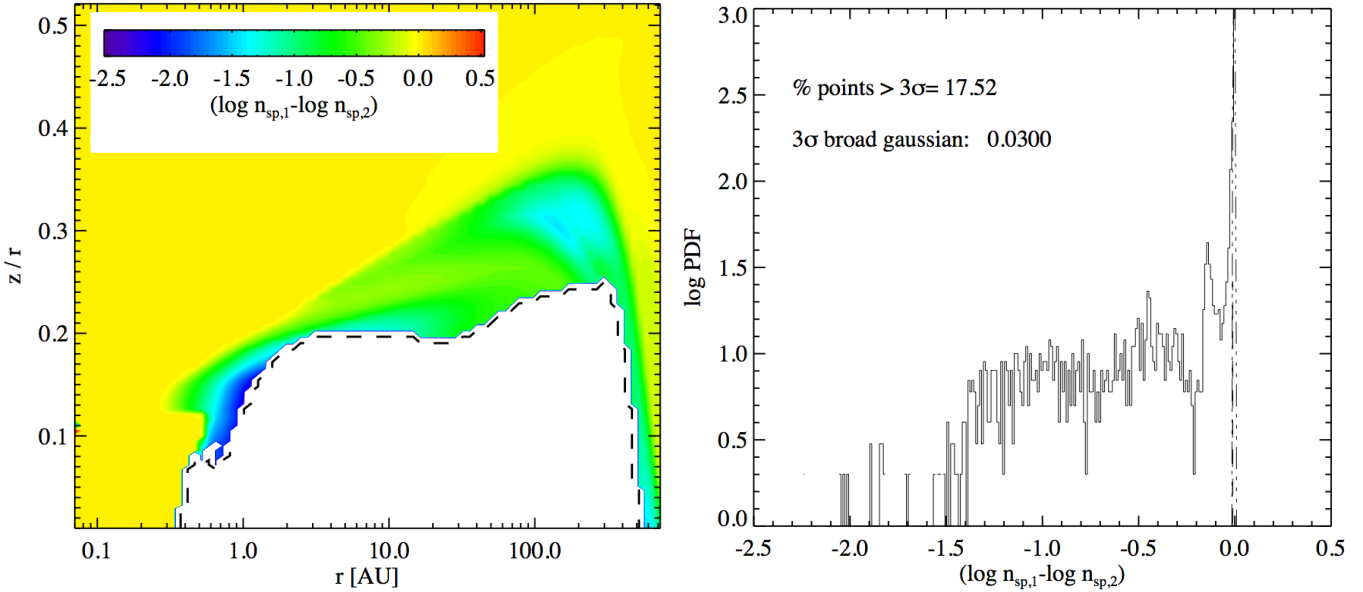 0.5
0.4
0.3
0.2
0.1
z / r
-2.5 -2.0 -1.5 -1.0 -0.5 0.0 0.5
(log n_sp,1-log n_sp,2)
0.1 1.0 10.0 100.0
r [AU]
3.0
2.5
2.0
1.5
1.0
0.5
0.0
log PDF
% points > 3σ= 17.52
3σ broad gaussian: 0.0300
-2.5 -2.0 -1.5 -1.0 -0.5 0.0 0.5
(log n_sp,1-log n_sp,2)